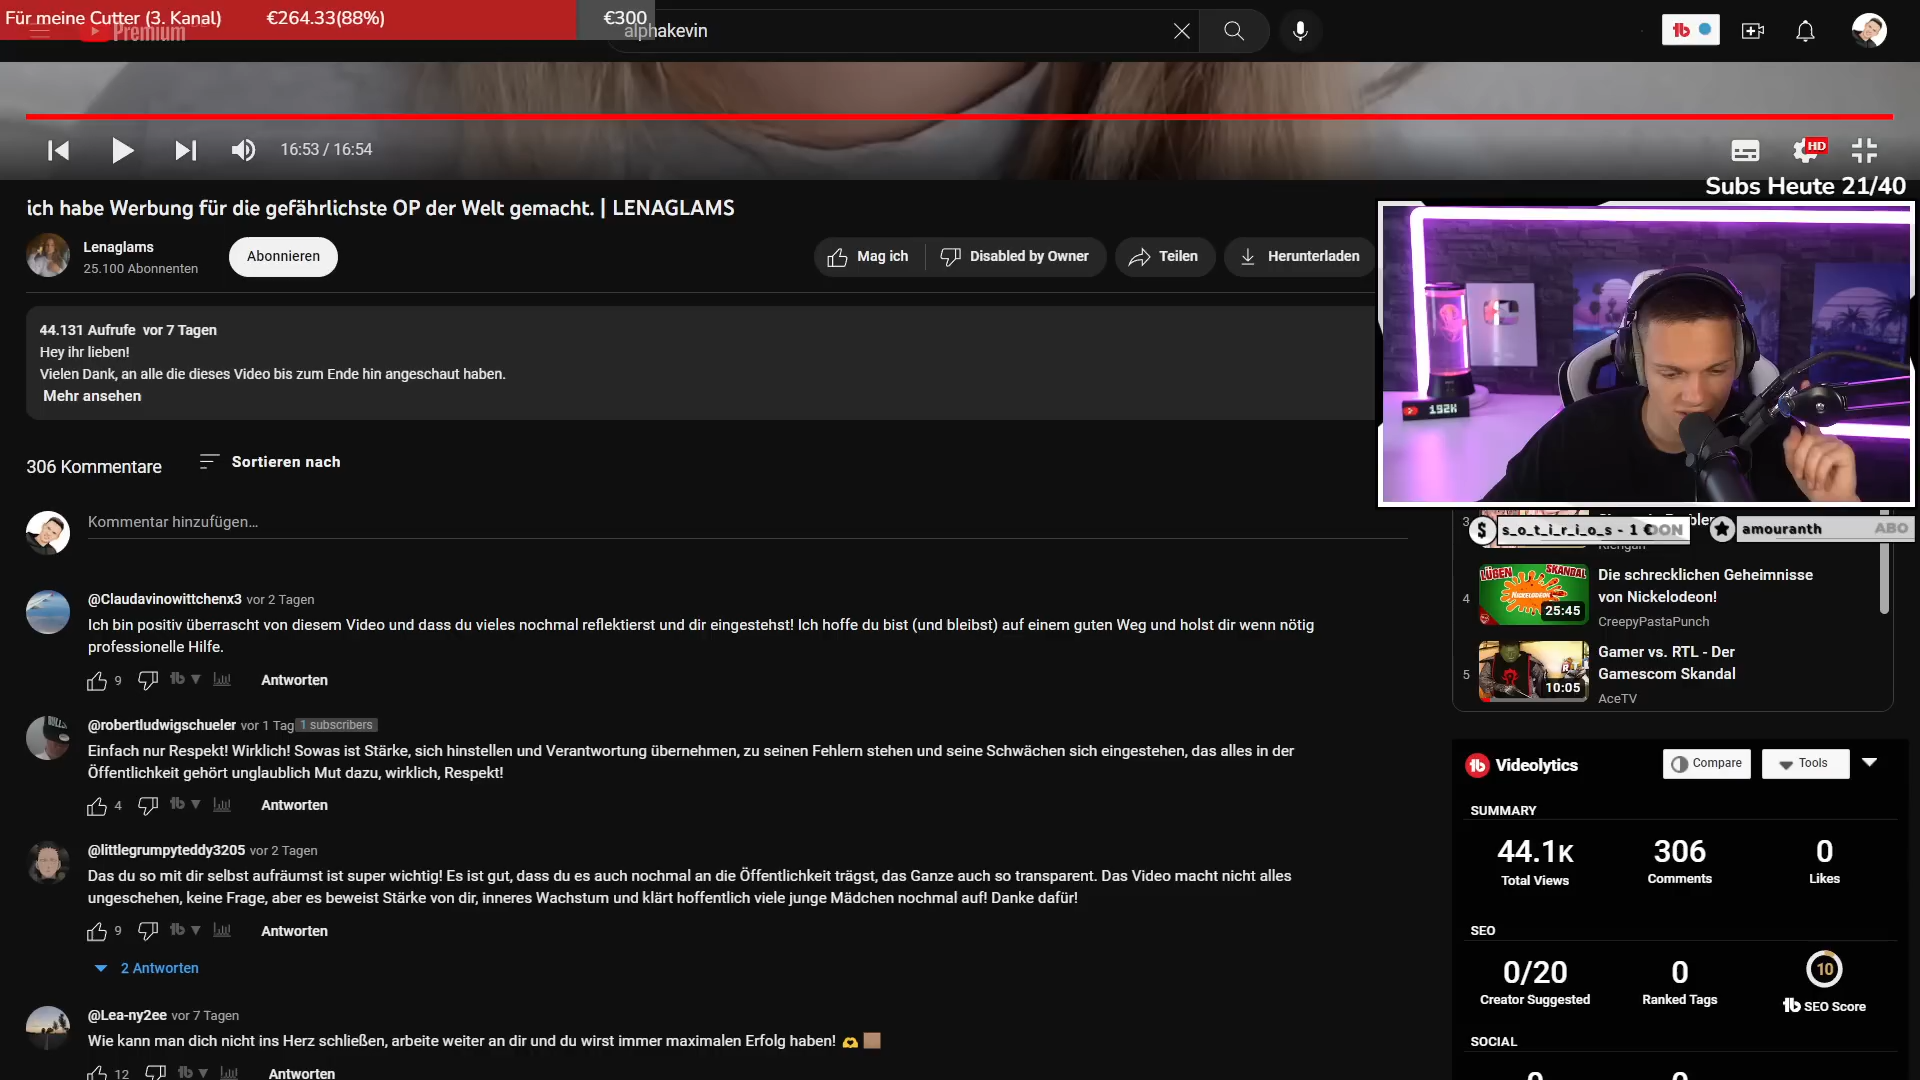 Für meine Cutter (3. Kanal) €264.33(88%) €300
Premium
alphakevin
16:53 / 16:54
HD
Subs Heute 21/40
ich habe Werbung für die gefährlichste OP der Welt gemacht. | LENAGLAMS
Lenaglams
25.100 Abonnenten
Abonnieren
Mag ich
Disabled by Owner
Teilen
Herunterladen
44.131 Aufrufe vor 7 Tagen
Hey ihr lieben!
Vielen Dank, an alle die dieses Video bis zum Ende hin angeschaut haben.
Mehr ansehen
192K
306 Kommentare
Sortieren nach
Kommentar hinzufügen...
@Claudavinowittchenx3 vor 2 Tagen
Ich bin positiv überrascht von diesem Video und dass du vieles nochmal reflektierst und dir eingestehst! Ich hoffe du bist (und bleibst) auf einem guten Weg und holst dir wenn nötig
professionelle Hilfe.
9
Antworten
@robertludwigschueler vor 1 Tag 1 subscribers
Einfach nur Respekt! Wirklich! Sowas ist Stärke, sich hinstellen und Verantwortung übernehmen, zu seinen Fehlern stehen und seine Schwächen sich eingestehen, das alles in der
Öffentlichkeit gehört unglaublich Mut dazu, wirklich, Respekt!
4
Antworten
@littlegrumpyteddy3205 vor 2 Tagen
Das du so mit dir selbst aufräumst ist super wichtig! Es ist gut, dass du es auch nochmal an die Öffentlichkeit trägst, das Ganze auch so transparent. Das Video macht nicht alles
ungeschehen, keine Frage, aber es beweist Stärke von dir, inneres Wachstum und klärt hoffentlich viele junge Mädchen nochmal auf! Danke dafür!
9
Antworten
2 Antworten
@Lea-ny2ee vor 7 Tagen
Wie kann man dich nicht ins Herz schließen, arbeite weiter an dir und du wirst immer maximalen Erfolg haben! 🫶🏽
12
Antworten
3
s_o_t_i_r_i_o_s - 1 € DON
amouranth ABO
4
LÜGEN SKANDAL
NICKELODEON
25:45
Die schrecklichen Geheimnisse
von Nickelodeon!
CreepyPastaPunch
5
10:05
Gamer vs. RTL - Der
Gamescom Skandal
AceTV
Videolytics
Compare
Tools
SUMMARY
44.1K
Total Views
306
Comments
0
Likes
SEO
0/20
Creator Suggested
0
Ranked Tags
10
SEO Score
SOCIAL